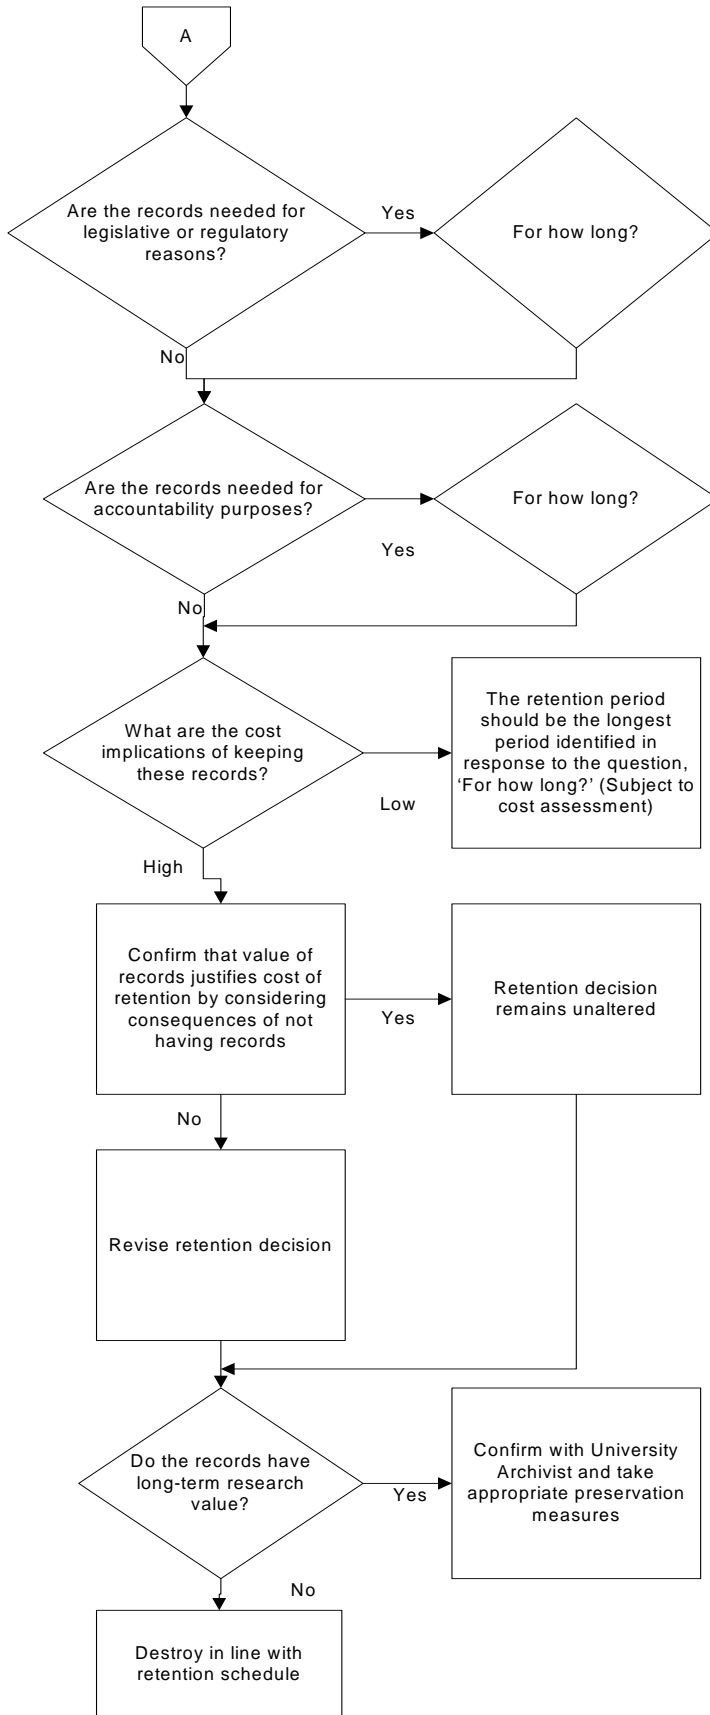 A
Are the records needed for
legislative or regulatory
reasons?
Yes
For how long?
No
Are the records needed for
accountability purposes?
Yes
For how long?
No
What are the cost
implications of keeping
these records?
Low
The retention period
should be the longest
period identified in
response to the question,
‘For how long?’ (Subject to
cost assessment)
High
Confirm that value of
records justifies cost of
retention by considering
consequences of not
having records
Yes
Retention decision
remains unaltered
No
Revise retention decision
Do the records have
long-term research
value?
Yes
Confirm with University
Archivist and take
appropriate preservation
measures
No
Destroy in line with
retention schedule